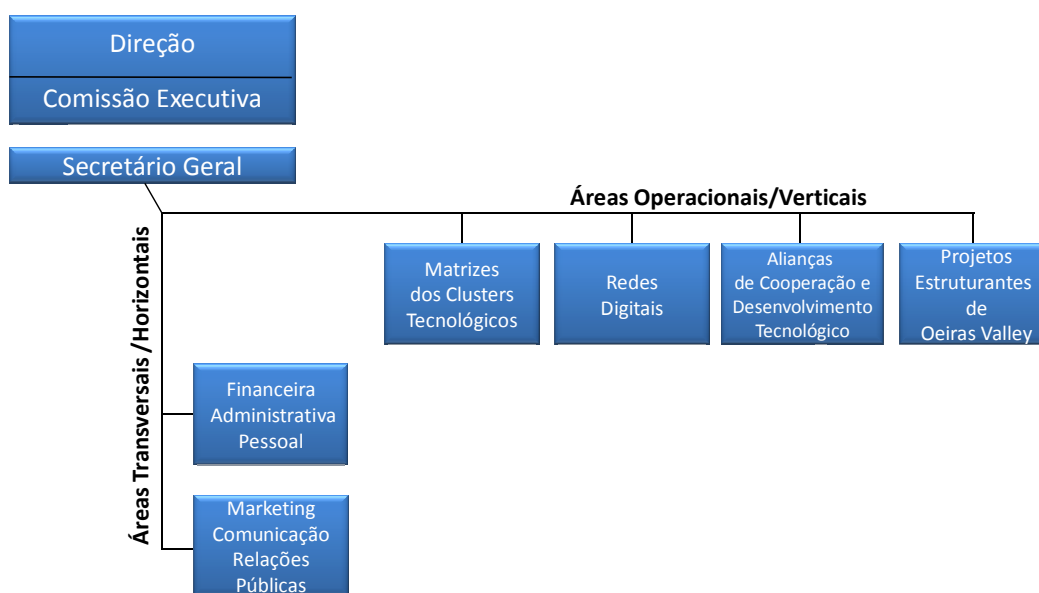 Direção
Comissão Executiva
Secretário Geral
Áreas Operacionais/Verticais
Matrizes
dos Clusters
Tecnológicos
Redes
Digitais
Alianças
de Cooperação e
Desenvolvimento
Tecnológico
Projetos
Estruturantes
de
Oeiras Valley
Áreas Transversais /Horizontais
Financeira
Administrativa
Pessoal
Marketing
Comunicação
Relações
Públicas